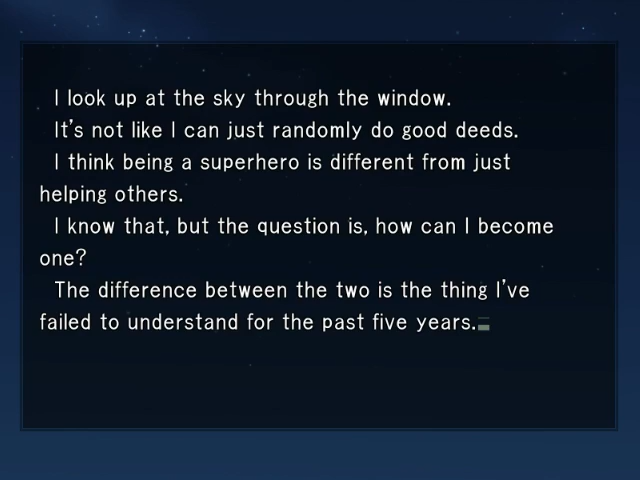 I look up at the sky through the window.
It's not like I can just randomly do good deeds.
I think being a superhero is different from just
helping others.
I know that, but the question is, how can I become
one?
The difference between the two is the thing I've
failed to understand for the past five years.